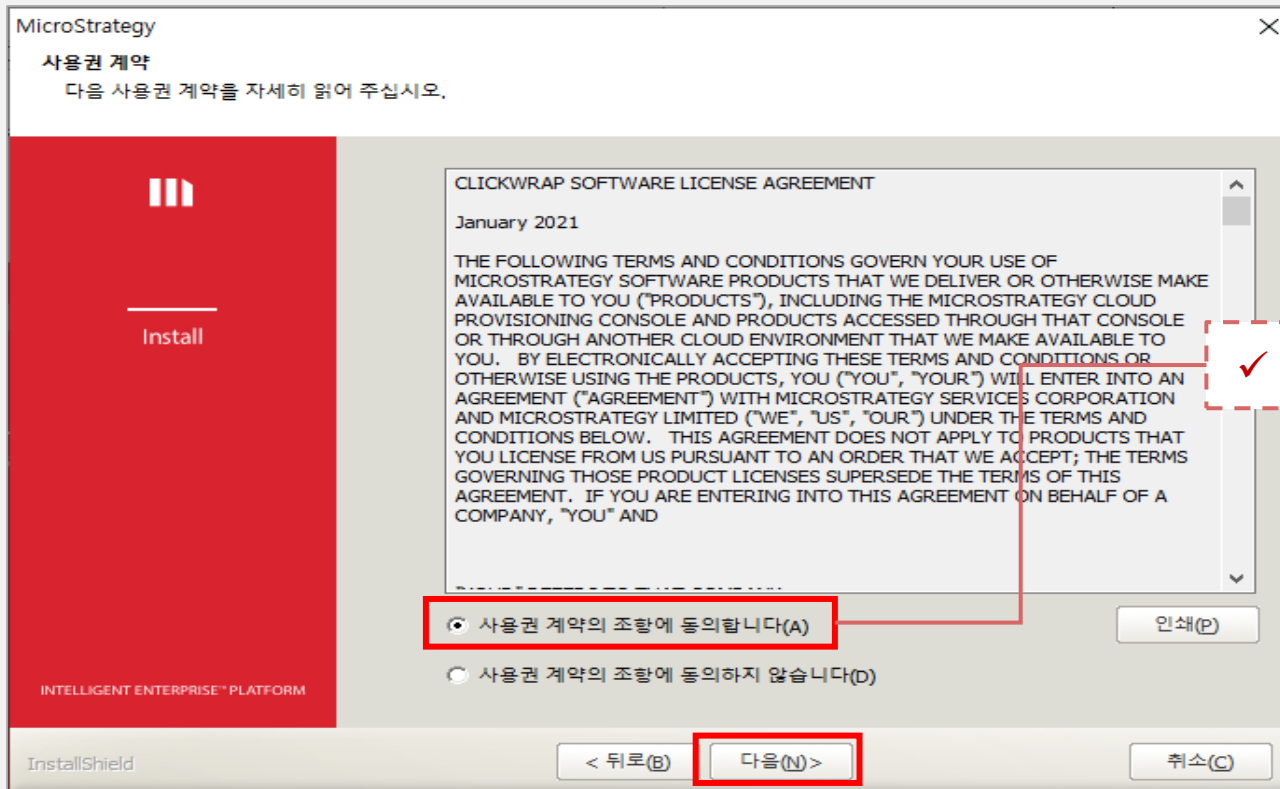 MicroStrategy
사용권 계약
다음 사용권 계약을 자세히 읽어 주십시오.
Install
INTELLIGENT ENTERPRISE™ PLATFORM
CLICKWRAP SOFTWARE LICENSE AGREEMENT
January 2021
THE FOLLOWING TERMS AND CONDITIONS GOVERN YOUR USE OF
MICROSTRATEGY SOFTWARE PRODUCTS THAT WE DELIVER OR OTHERWISE MAKE
AVAILABLE TO YOU ("PRODUCTS"), INCLUDING THE MICROSTRATEGY CLOUD
PROVISIONING CONSOLE AND PRODUCTS ACCESSED THROUGH THAT CONSOLE
OR THROUGH ANOTHER CLOUD ENVIRONMENT THAT WE MAKE AVAILABLE TO
YOU.   BY ELECTRONICALLY ACCEPTING THESE TERMS AND CONDITIONS OR
OTHERWISE USING THE PRODUCTS, YOU ("YOU", "YOUR") WILL ENTER INTO AN
AGREEMENT ("AGREEMENT") WITH MICROSTRATEGY SERVICES CORPORATION
AND MICROSTRATEGY LIMITED ("WE", "US", "OUR") UNDER THE TERMS AND
CONDITIONS BELOW.   THIS AGREEMENT DOES NOT APPLY TO PRODUCTS THAT
YOU LICENSE FROM US PURSUANT TO AN ORDER THAT WE ACCEPT; THE TERMS
GOVERNING THOSE PRODUCT LICENSES SUPERSEDE THE TERMS OF THIS
AGREEMENT.  IF YOU ARE ENTERING INTO THIS AGREEMENT ON BEHALF OF A
COMPANY, "YOU" AND
사용권 계약의 조항에 동의합니다(A)
인쇄(P)
사용권 계약의 조항에 동의하지 않습니다(D)
InstallShield
< 뒤로(B)
다음(N)>
취소(C)